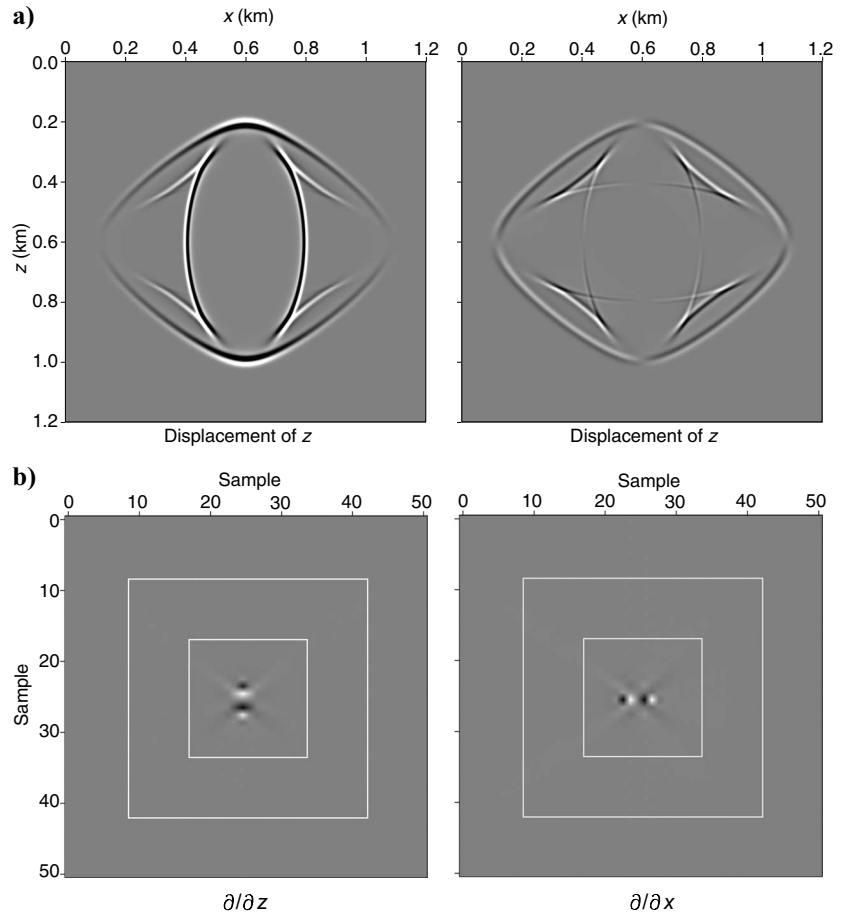 a)
x (km)
x (km)
0 0.2 0.4 0.6 0.8 1 1.2
0 0.2 0.4 0.6 0.8 1 1.2
0.0
0.2
0.4
0.6
0.8
1.0
1.2
z (km)
Displacement of z
Displacement of z
b)
Sample
Sample
0 10 20 30 40 50
0 10 20 30 40 50
0
10
20
30
40
50
Sample
∂/∂z
∂/∂x